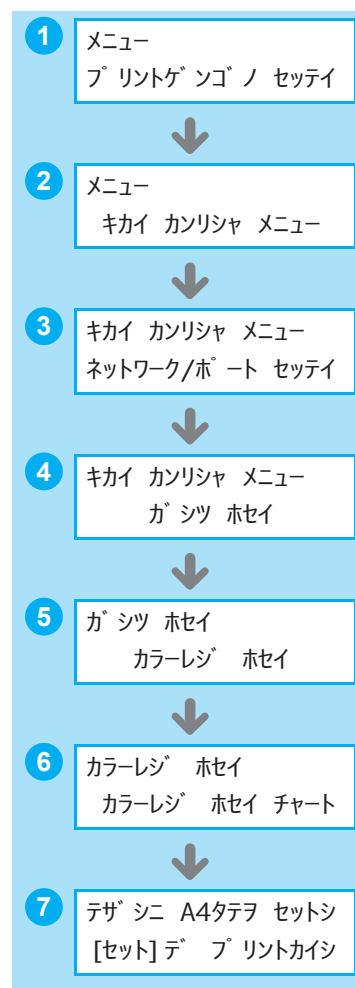 1
メニュー
プリントゲンゴノ セッテイ
2
メニュー
キカイ カンリシャ メニュー
3
キカイ カンリシャ メニュー
ネットワーク/ポート セッテイ
4
キカイ カンリシャ メニュー
ガシツ ホセイ
5
ガシツ ホセイ
カラーレジ ホセイ
6
カラーレジ ホセイ
カラーレジ ホセイ チャート
7
テザシニ A4タテヲ セットシ
[セット]デ プリントカイシ